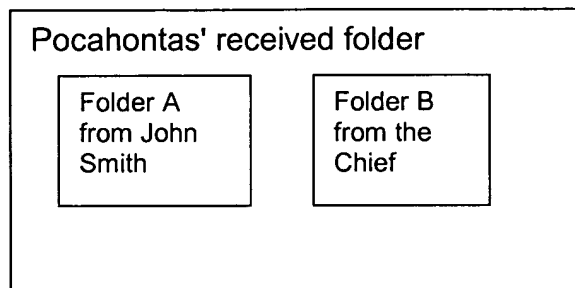 Pocahontas' received folder
Folder A
from John
Smith
Folder B
from the
Chief